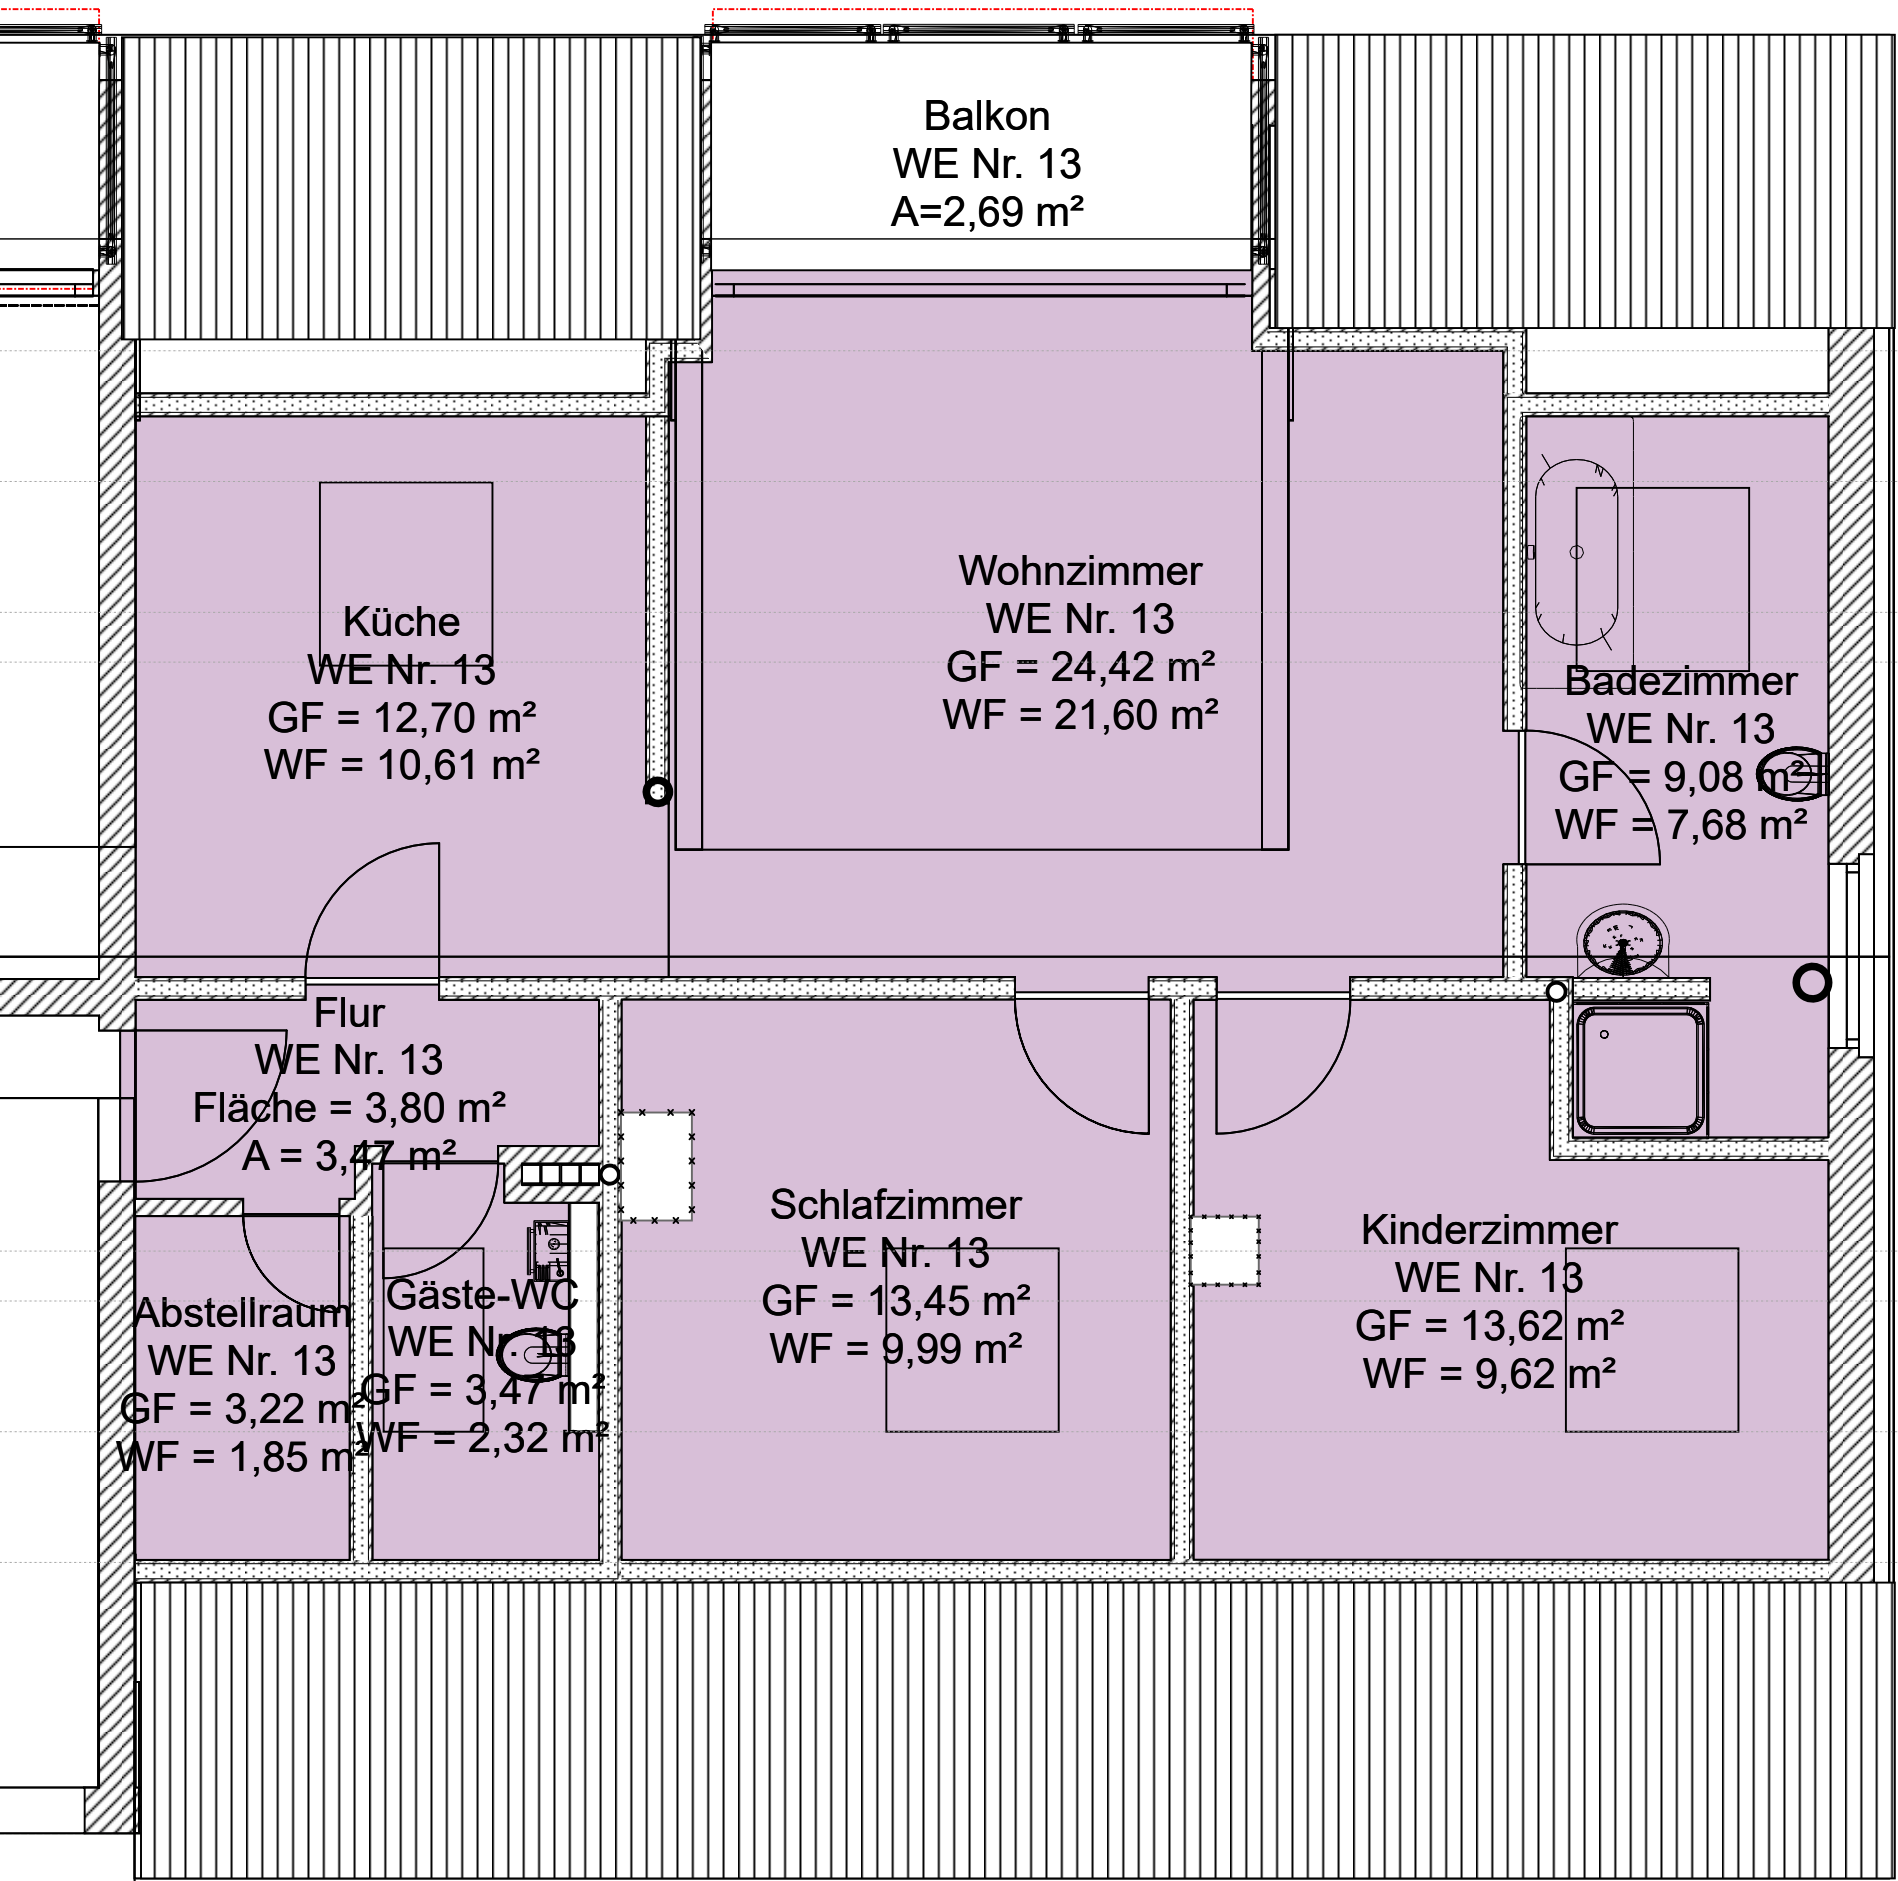 Balkon
WE Nr. 13
A=2,69 m²
Wohnzimmer
WE Nr. 13
GF = 24,42 m²
WF = 21,60 m²
Küche
WE Nr. 13
GF = 12,70 m²
WF = 10,61 m²
Badezimmer
WE Nr. 13
GF = 9,08 m²
WF = 7,68 m²
Flur
WE Nr. 13
Fläche = 3,80 m²
A = 3,47 m²
Schlafzimmer
WE Nr. 13
GF = 13,45 m²
WF = 9,99 m²
Kinderzimmer
WE Nr. 13
GF = 13,62 m²
WF = 9,62 m²
Abstellraum
WE Nr. 13
GF = 3,22 m²
WF = 1,85 m²
Gäste-WC
WE Nr. 13
GF = 3,47 m²
WF = 2,32 m²